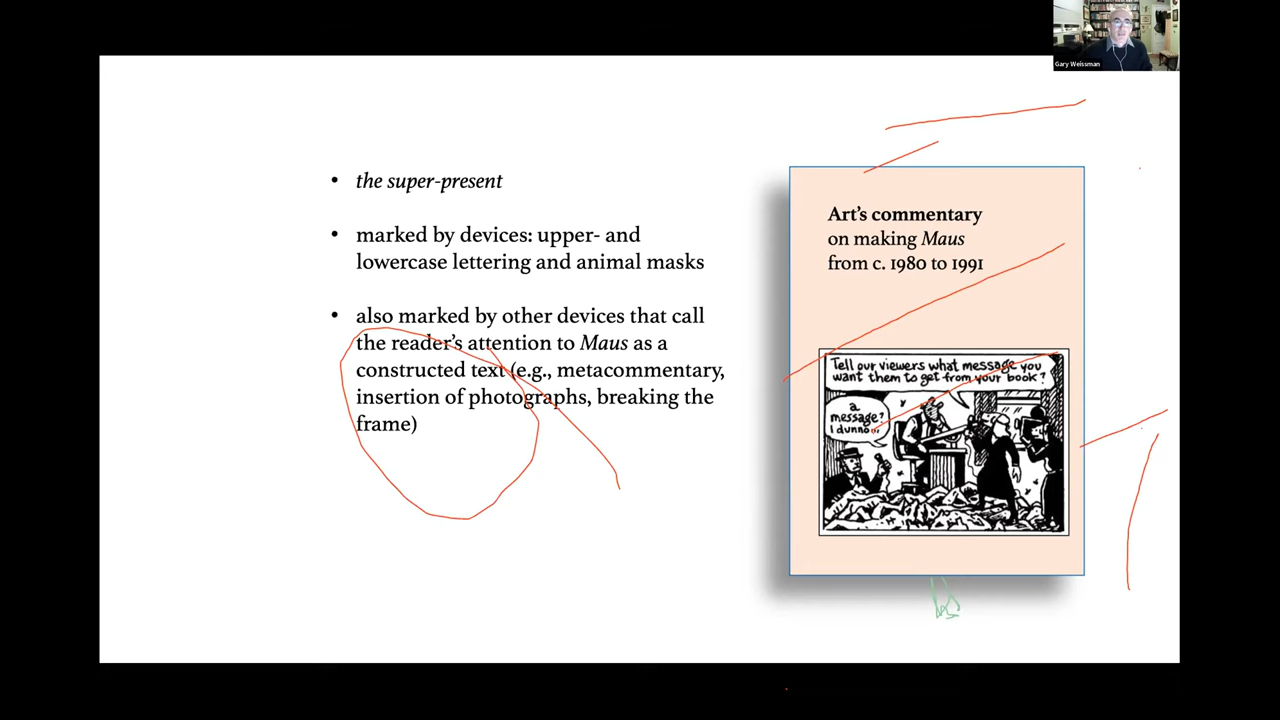 Gary Weissman
• the super-present
• marked by devices: upper- and
lowercase lettering and animal masks
• also marked by other devices that call
the reader's attention to Maus as a
constructed text (e.g., metacommentary,
insertion of photographs, breaking the
frame)
Art's commentary
on making Maus
from c. 1980 to 1991
Tell our viewers what message you
want them to get from your book?
a
message?
I dunno...